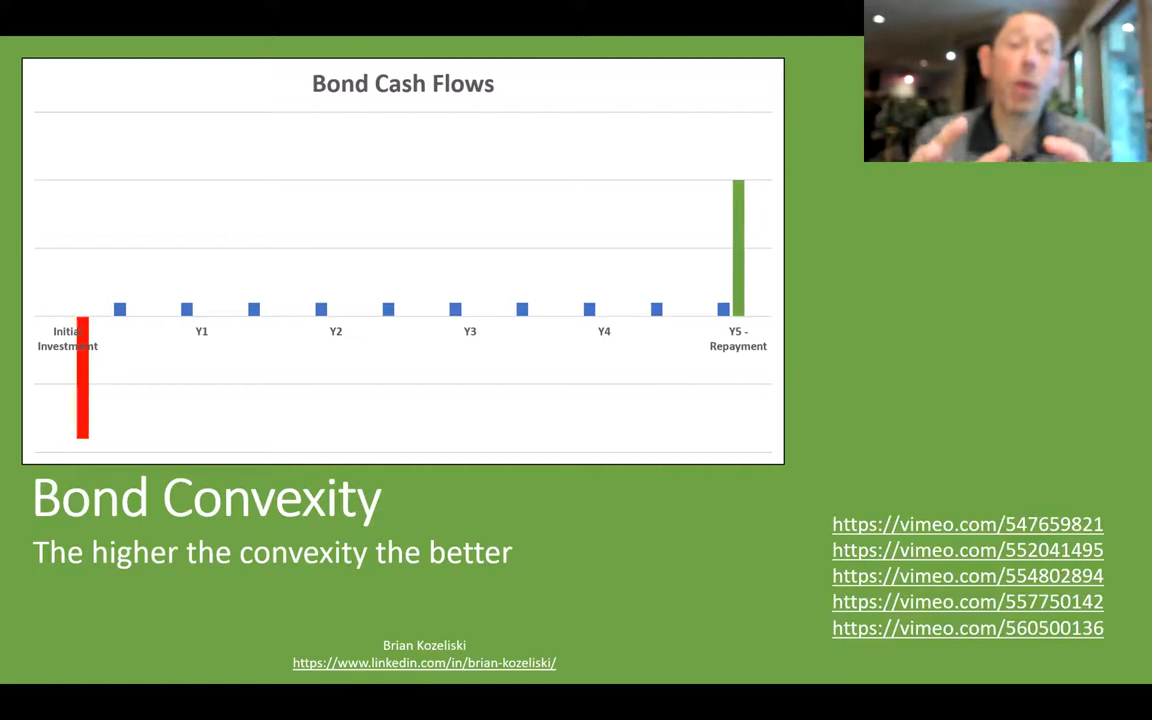 Bond Cash Flows
Initial Y1 Y2 Y3 Y4 Y5 -
Investment Repayment
Bond Convexity
The higher the convexity the better
https://vimeo.com/547659821
https://vimeo.com/552041495
https://vimeo.com/554802894
https://vimeo.com/557750142
https://vimeo.com/560500136
Brian Kozeliski
https://www.linkedin.com/in/brian-kozeliski/